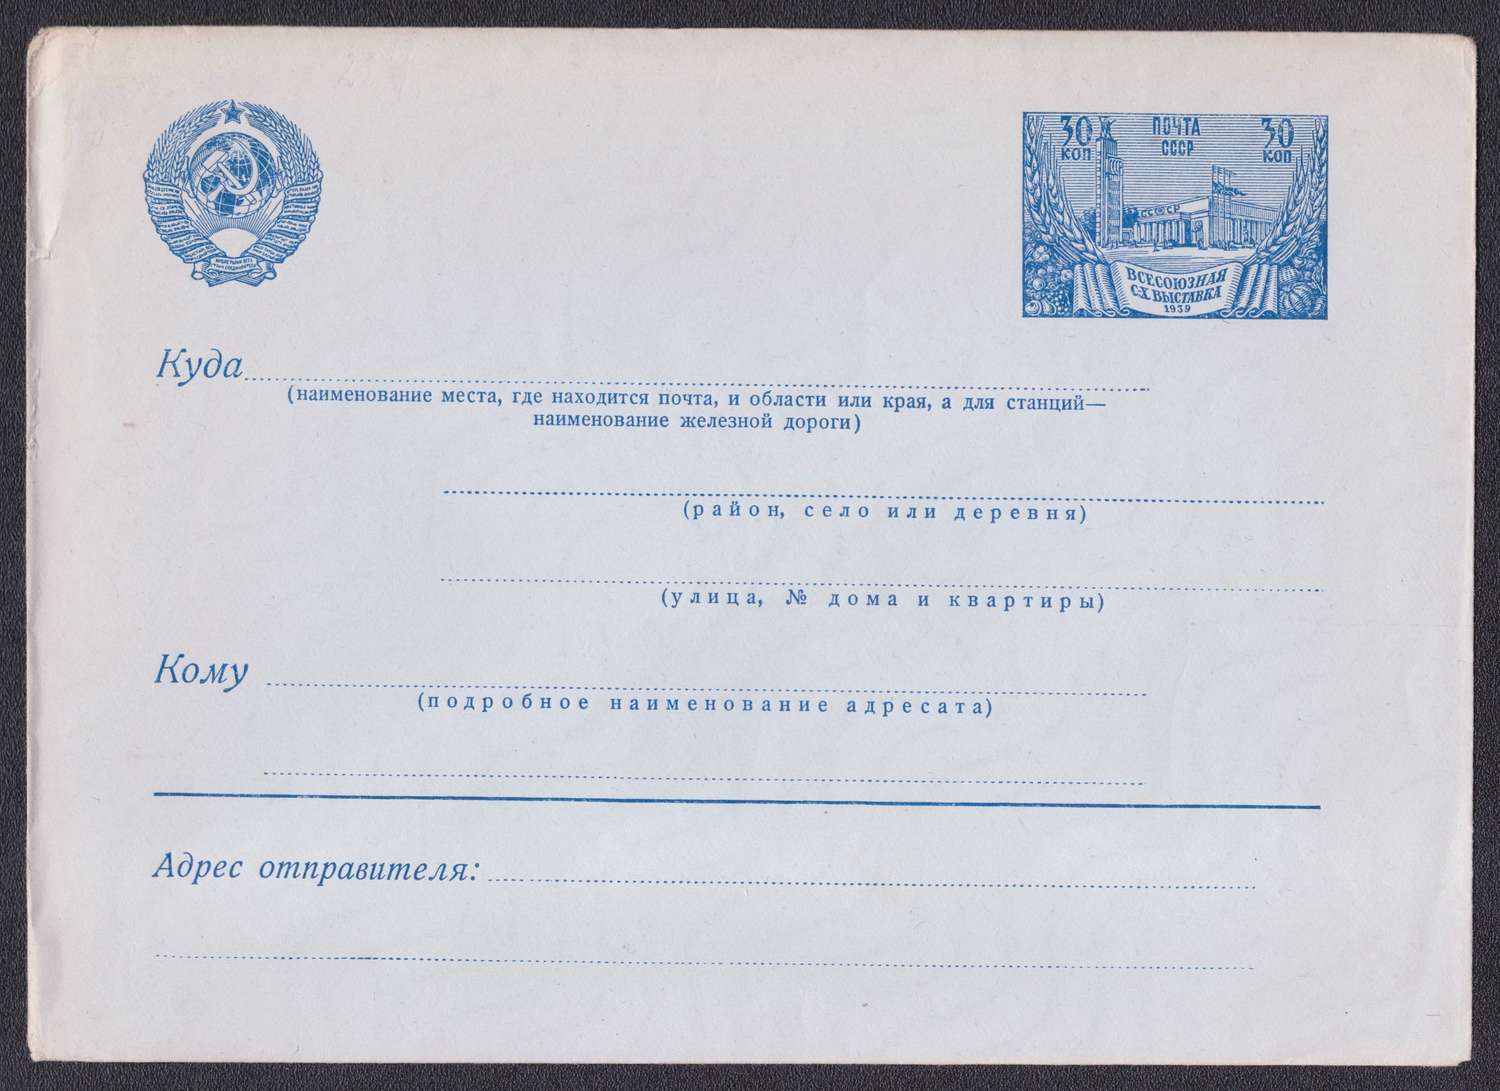 30 КОП ПОЧТА СССР 30 КОП
ВСЕСОЮЗНАЯ
С-Х. ВЫСТАВКА
1939
Куда
(наименование места, где находится почта, и области или края, а для станций—
наименование железной дороги)
(район, село или деревня)
(улица, № дома и квартиры)
Кому
(подробное наименование адресата)
Адрес отправителя: